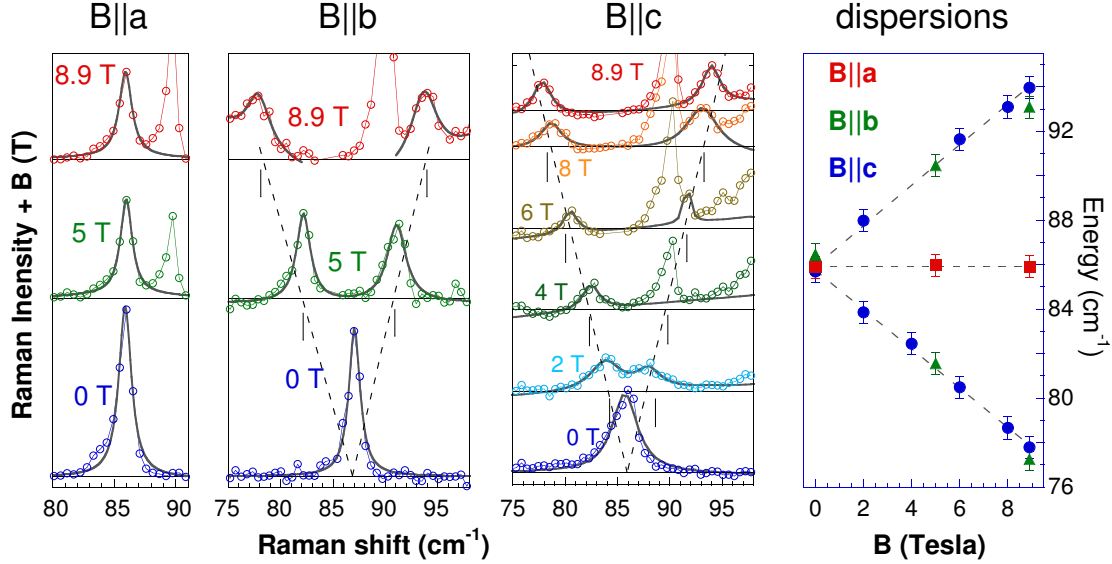 B||a
B||b
B||c
dispersions
Raman Inensity + B (T)
8.9 T
5 T
0 T
80 85 90
8.9 T
5 T
0 T
75 80 85 90 95
8.9 T
8 T
6 T
4 T
2 T
0 T
75 80 85 90 95
Raman shift (cm-1)
B||a
B||b
B||c
92
88
84
80
76
Energy (cm-1)
0 2 4 6 8
B (Tesla)